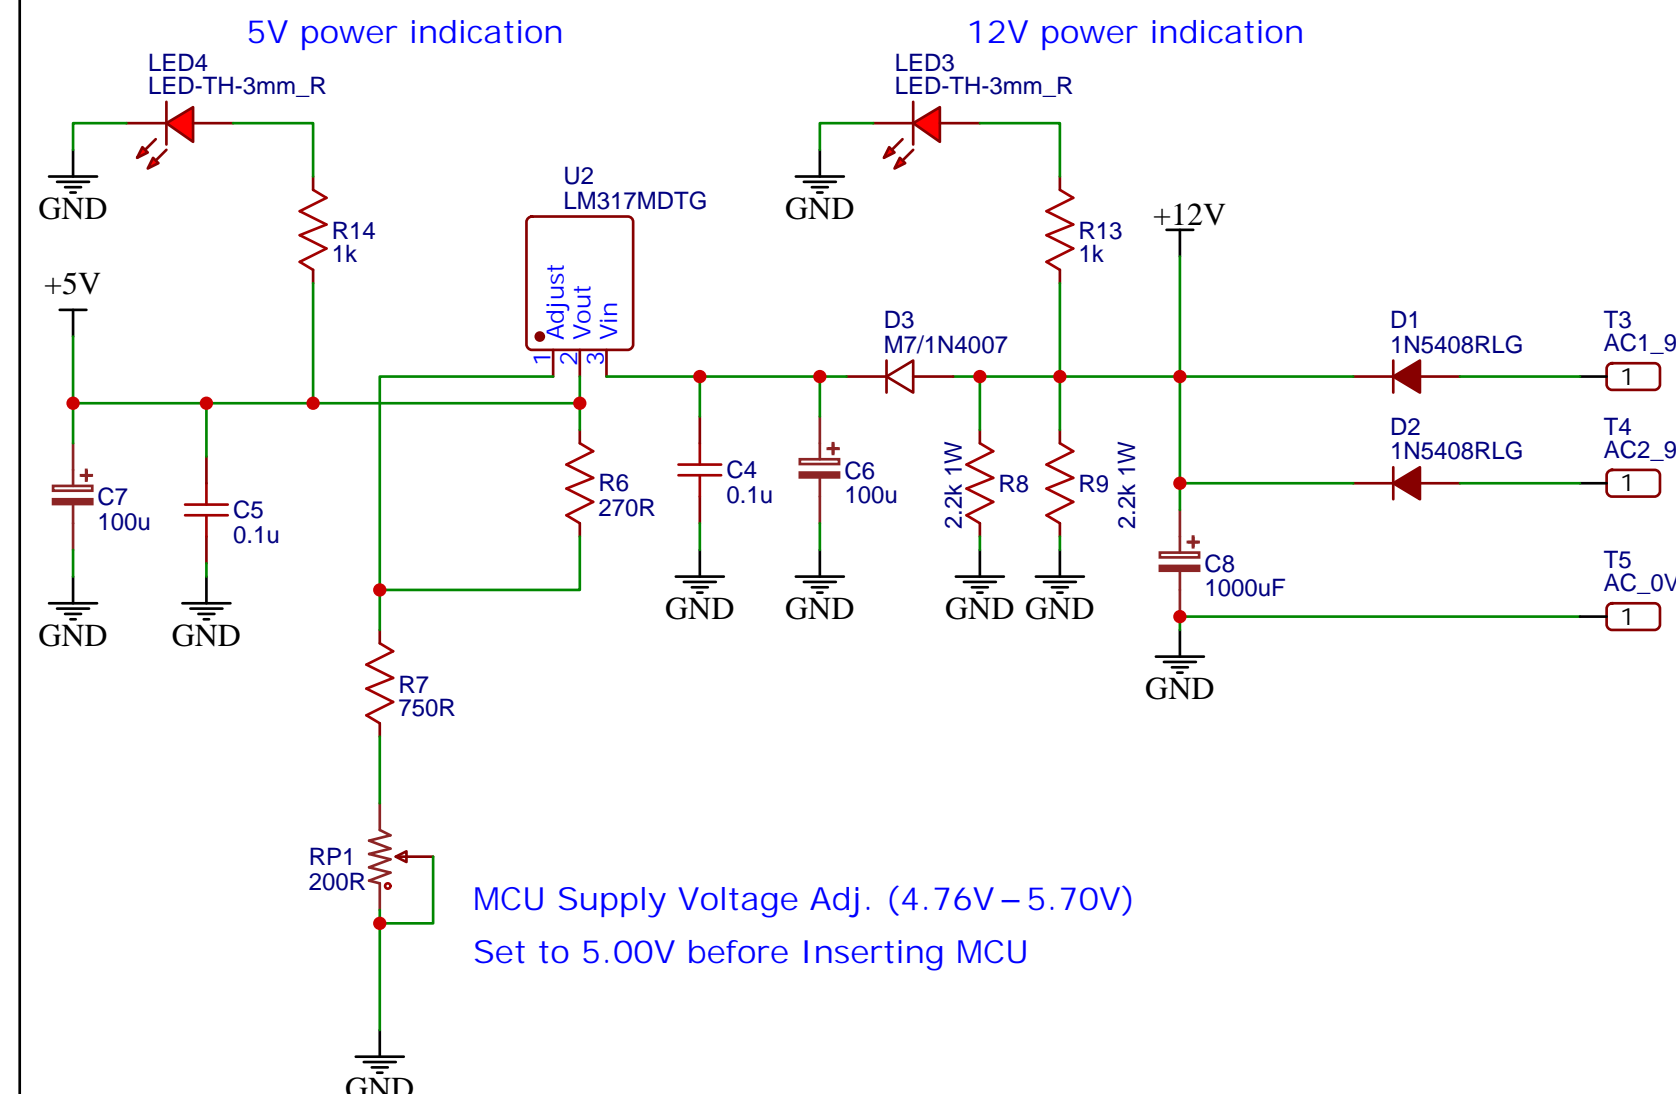 5V power indication
12V power indication
LED4
LED-TH-3mm_R
LED3
LED-TH-3mm_R
GND
GND
U2
LM317MDTG
R14
1k
R13
1k
+12V
+5V
Adjust
Vout
Vin
1
2
3
D3
M7/1N4007
D1
1N5408RLG
T3
AC1_9
1
D2
1N5408RLG
T4
AC2_9
1
C7
100u
C5
0.1u
R6
270R
C4
0.1u
C6
100u
2.2k 1W
R8
R9
2.2k 1W
C8
1000uF
T5
AC_0V
1
GND
GND
GND
GND
GND
GND
GND
R7
750R
RP1
200R
MCU Supply Voltage Adj. (4.76V–5.70V)
Set to 5.00V before Inserting MCU
GND